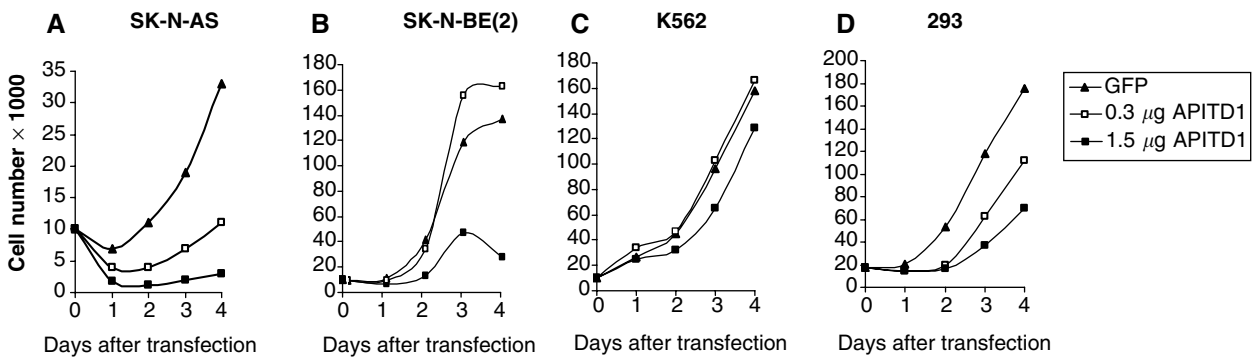 A SK-N-AS
Cell number × 1000
35
30
25
20
15
10
5
0
0 1 2 3 4
Days after transfection
B SK-N-BE(2)
180
160
140
120
100
80
60
40
20
0
0 1 2 3 4
Days after transfection
C K562
180
160
140
120
100
80
60
40
20
0
0 1 2 3 4
Days after transfection
D 293
200
180
160
140
120
100
80
60
40
20
0
0 1 2 3 4
Days after transfection
GFP
0.3 μg APITD1
1.5 μg APITD1